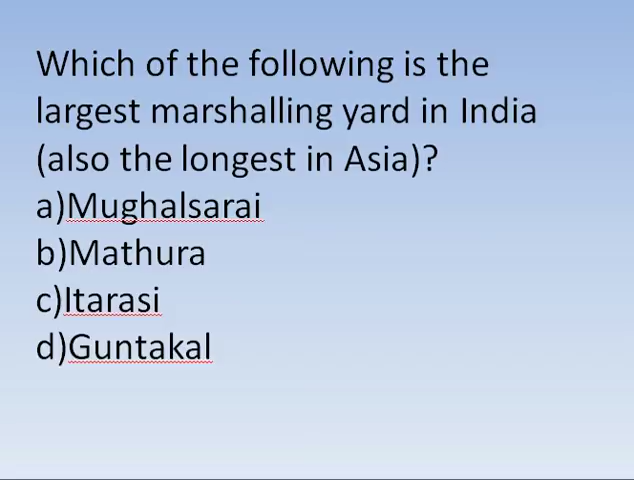 Which of the following is the
largest marshalling yard in India
(also the longest in Asia)?
a)Mughalsarai
b)Mathura
c)Itarasi
d)Guntakal